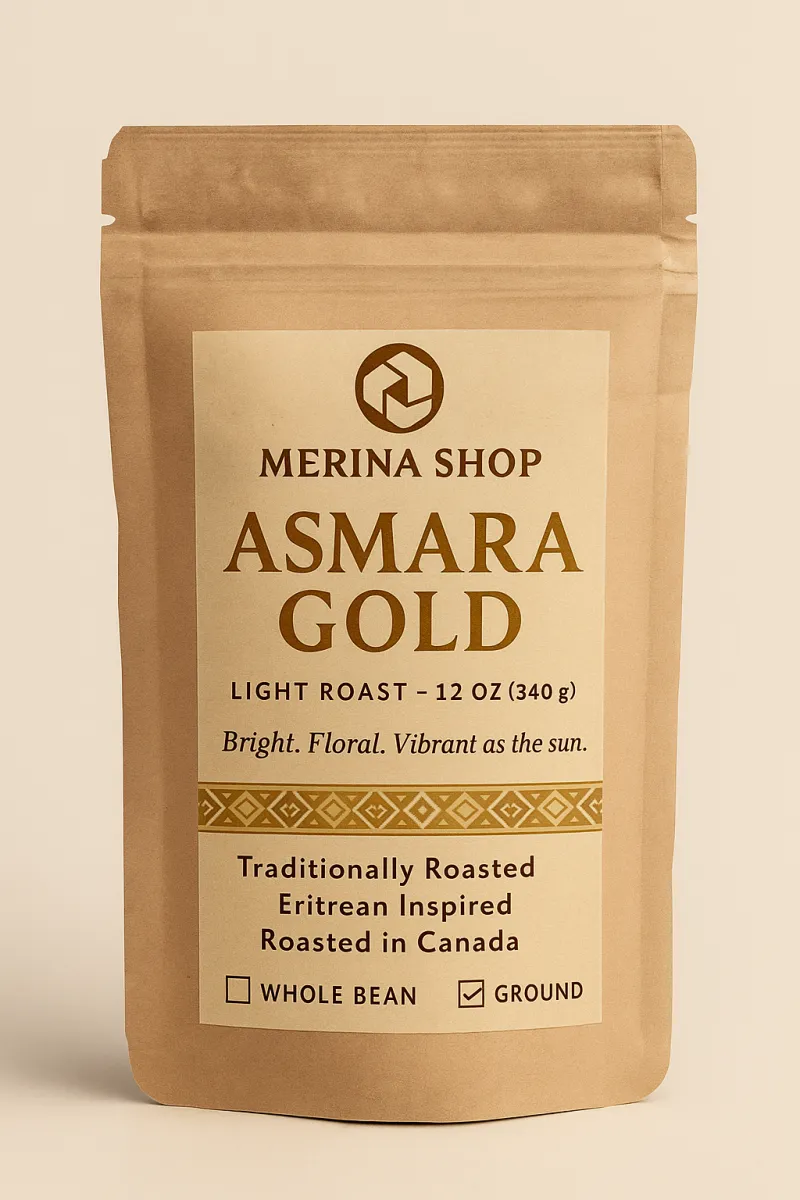 MERINA SHOP
ASMARA
GOLD
LIGHT ROAST – 12 OZ (340 g)
Bright. Floral. Vibrant as the sun.
Traditionally Roasted
Eritrean Inspired
Roasted in Canada
WHOLE BEAN GROUND